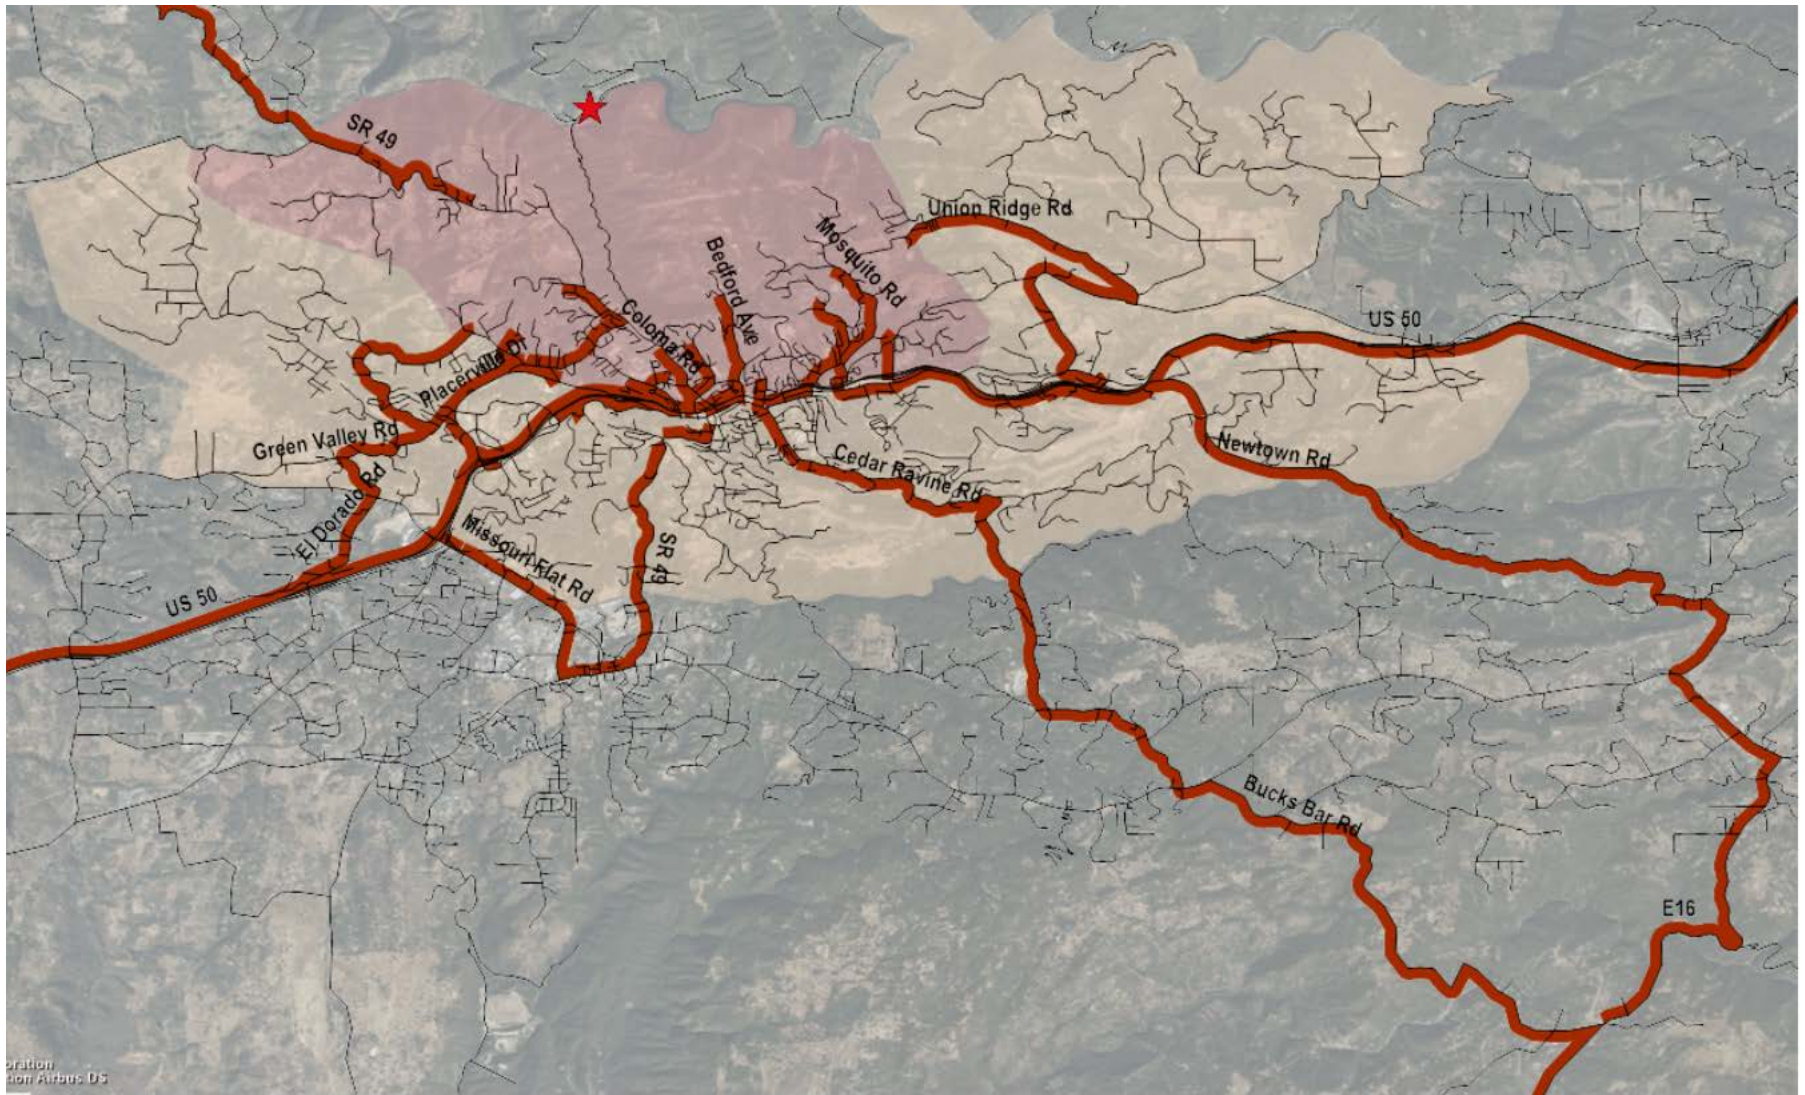 SR 49
Union Ridge Rd
Mosquito Rd
Bedford Ave
Coloma Rd
US 50
Placerville Dr
Green Valley Rd
Cedar Ravine Rd
Newtown Rd
El Dorado Rd
Missouri Flat Rd
SR 49
US 50
Bucks Bar Rd
E16
oration
tion Airbus DS